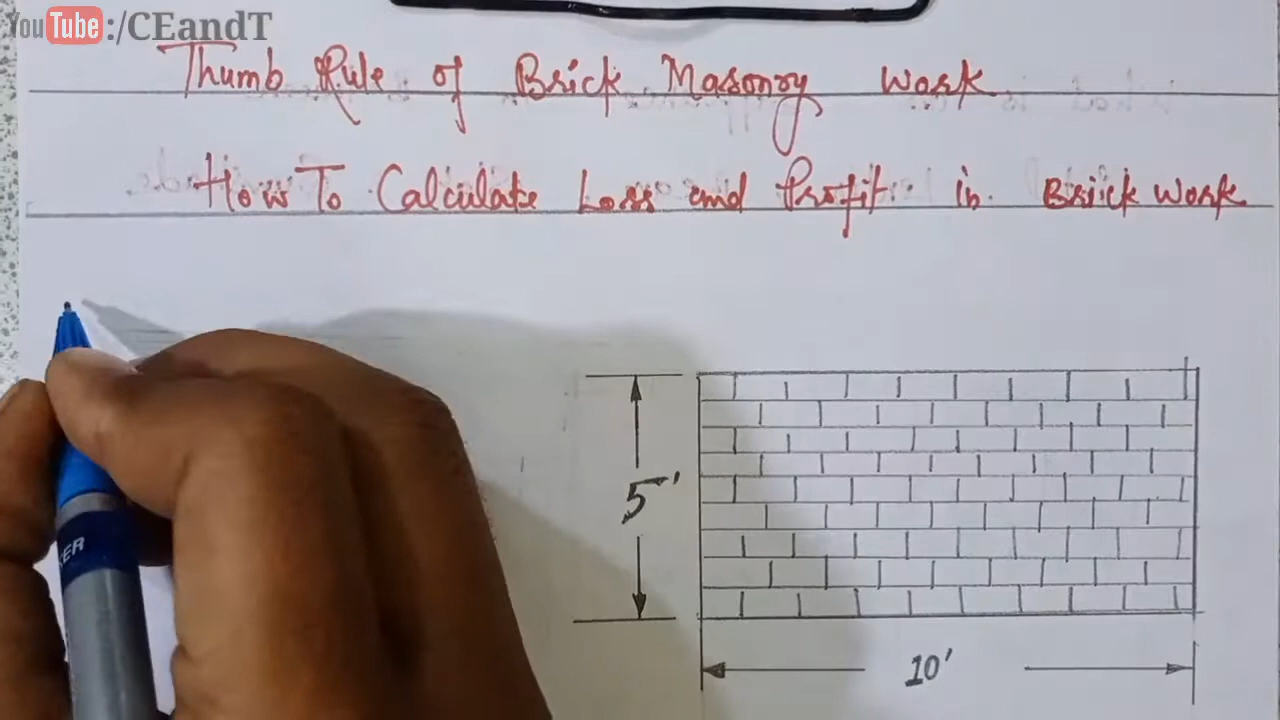 YouTube:/CEandT
Thumb Rule of Brick Masonry Work
How To Calculate Loss and Profit in Brick Work
5'
10'
KER